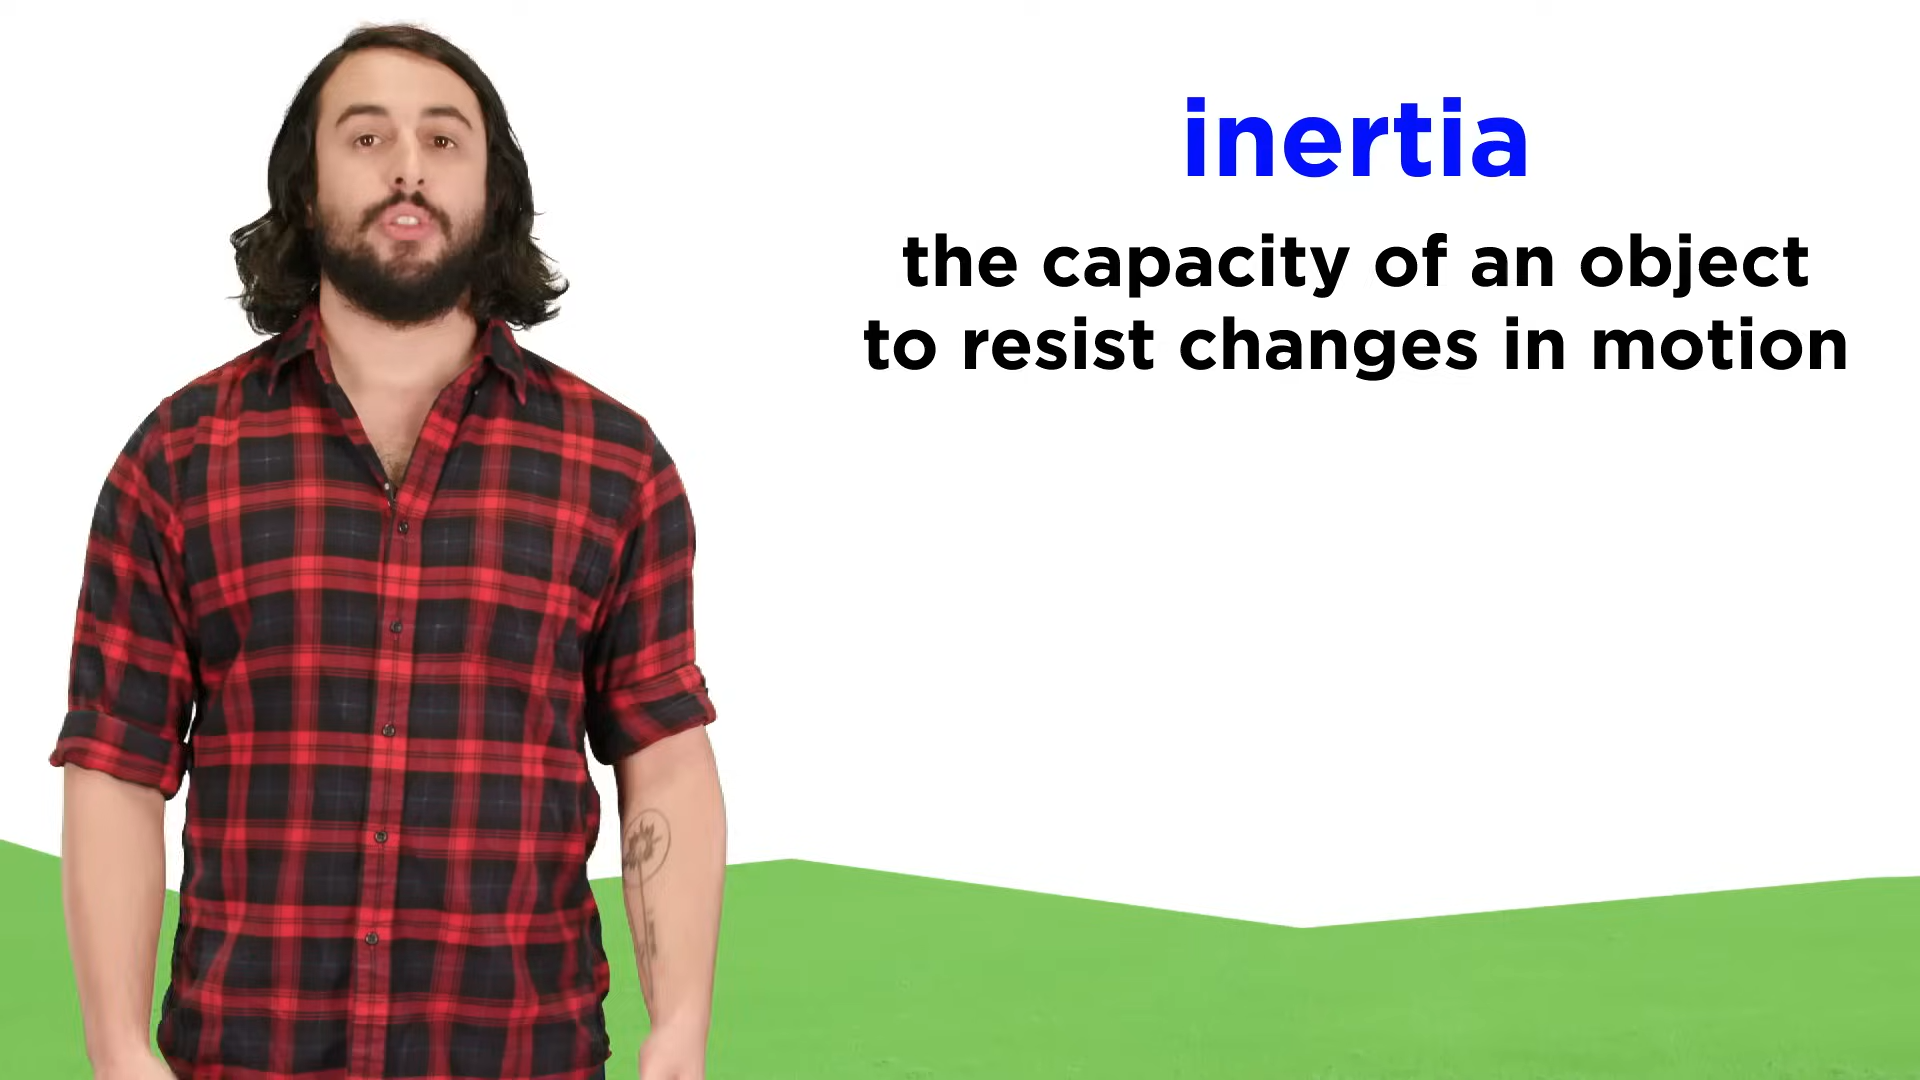 inertia
the capacity of an object
to resist changes in motion